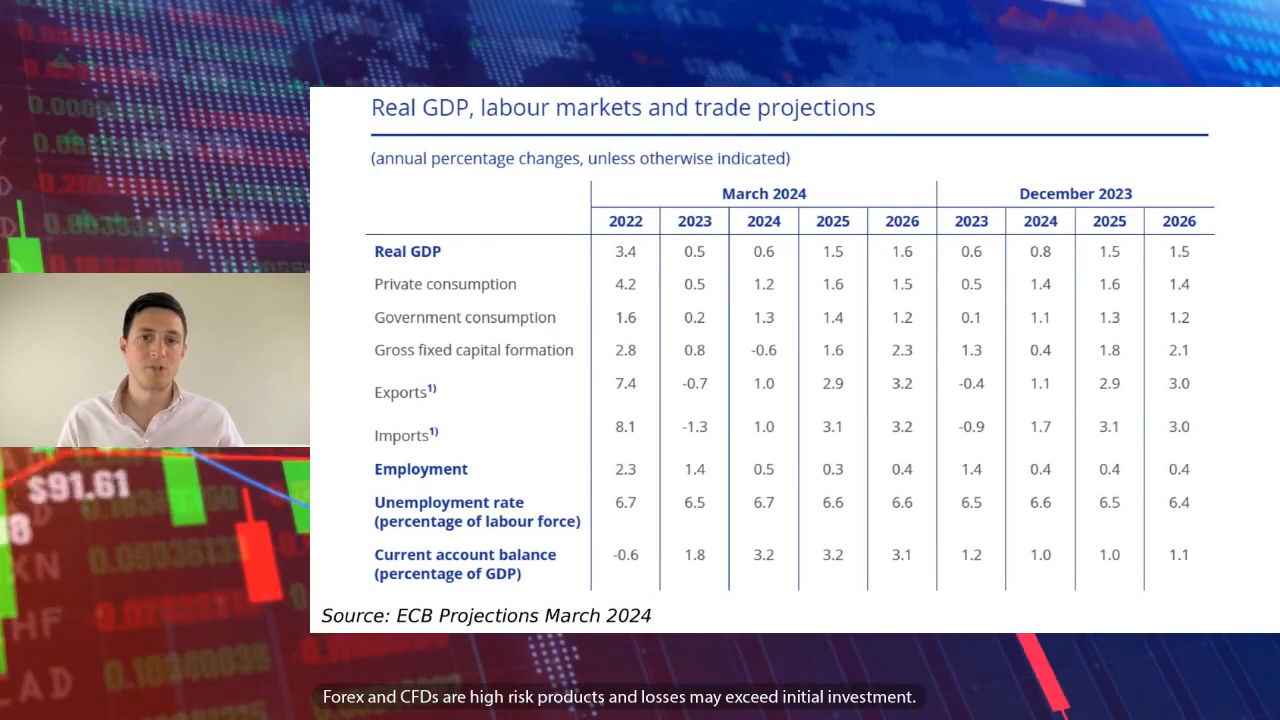 Real GDP, labour markets and trade projections
(annual percentage changes, unless otherwise indicated)
March 2024 December 2023
2022 2023 2024 2025 2026 2023 2024 2025 2026
Real GDP 3.4 0.5 0.6 1.5 1.6 0.6 0.8 1.5 1.5
Private consumption 4.2 0.5 1.2 1.6 1.5 0.5 1.4 1.6 1.4
Government consumption 1.6 0.2 1.3 1.4 1.2 0.1 1.1 1.3 1.2
Gross fixed capital formation 2.8 0.8 -0.6 1.6 2.3 1.3 0.4 1.8 2.1
Exports1) 7.4 -0.7 1.0 2.9 3.2 -0.4 1.1 2.9 3.0
Imports1) 8.1 -1.3 1.0 3.1 3.2 -0.9 1.7 3.1 3.0
Employment 2.3 1.4 0.5 0.3 0.4 1.4 0.4 0.4 0.4
Unemployment rate 6.7 6.5 6.7 6.6 6.6 6.5 6.6 6.5 6.4
(percentage of labour force)
Current account balance -0.6 1.8 3.2 3.2 3.1 1.2 1.0 1.0 1.1
(percentage of GDP)
Source: ECB Projections March 2024
$91.61
Forex and CFDs are high risk products and losses may exceed initial investment.